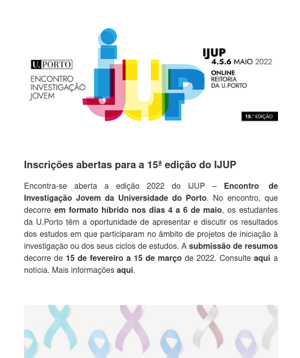 iJUP
U.PORTO
ENCONTRO
INVESTIGAÇÃO
JOVEM
IJUP
4.5.6 MAIO 2022
ONLINE
REITORIA
DA U.PORTO
15.ª EDIÇÃO
Inscrições abertas para a 15ª edição do IJUP
Encontra-se aberta a edição 2022 do IJUP – Encontro de
Investigação Jovem da Universidade do Porto. No encontro, que
decorre em formato híbrido nos dias 4 a 6 de maio, os estudantes
da U.Porto têm a oportunidade de apresentar e discutir os resultados
dos estudos em que participaram no âmbito de projetos de iniciação à
investigação ou dos seus ciclos de estudos. A submissão de resumos
decorre de 15 de fevereiro a 15 de março de 2022. Consulte aqui a
notícia. Mais informações aqui.